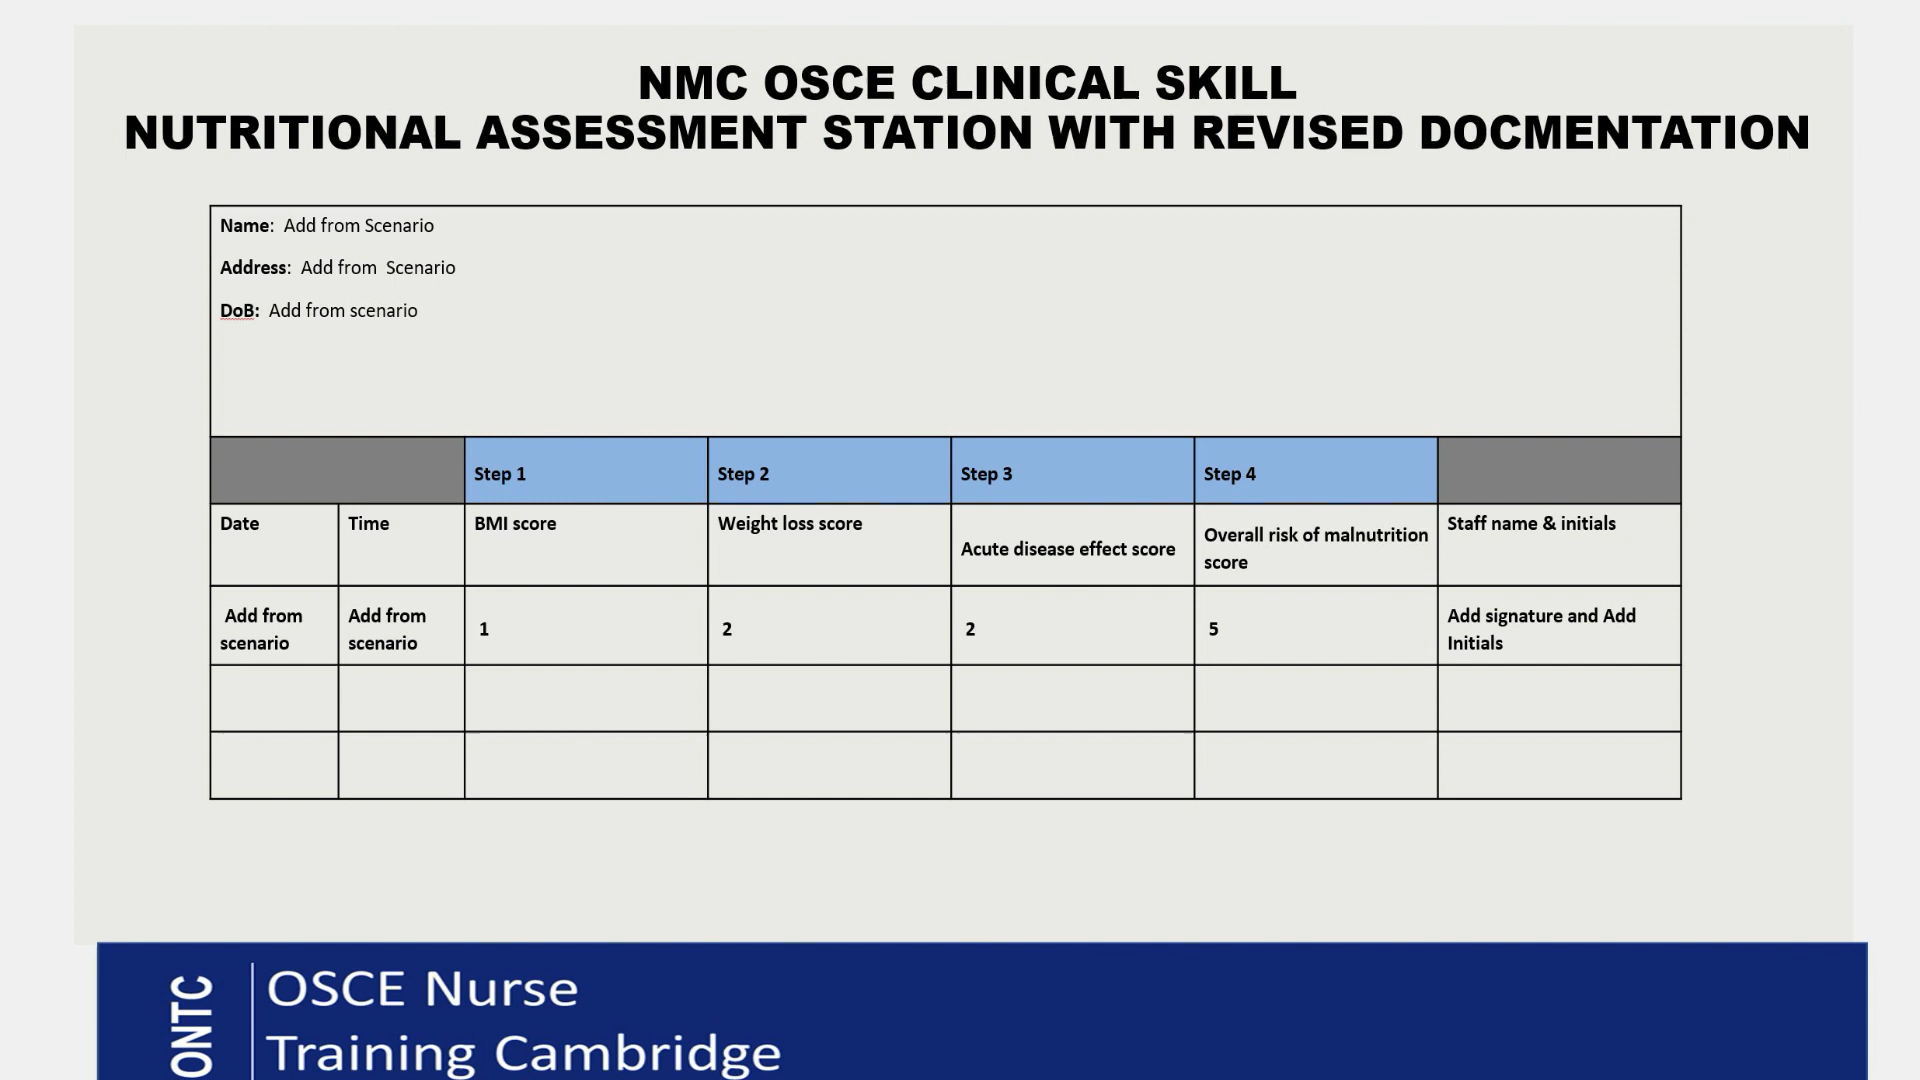 NMC OSCE CLINICAL SKILL
NUTRITIONAL ASSESSMENT STATION WITH REVISED DOCMENTATION
Name: Add from Scenario
Address: Add from Scenario
DoB: Add from scenario
Step 1
Step 2
Step 3
Step 4
Date
Time
BMI score
Weight loss score
Acute disease effect score
Overall risk of malnutrition
score
Staff name & initials
Add from
scenario
Add from
scenario
1
2
2
5
Add signature and Add
Initials
ONTC
OSCE Nurse
Training Cambridge